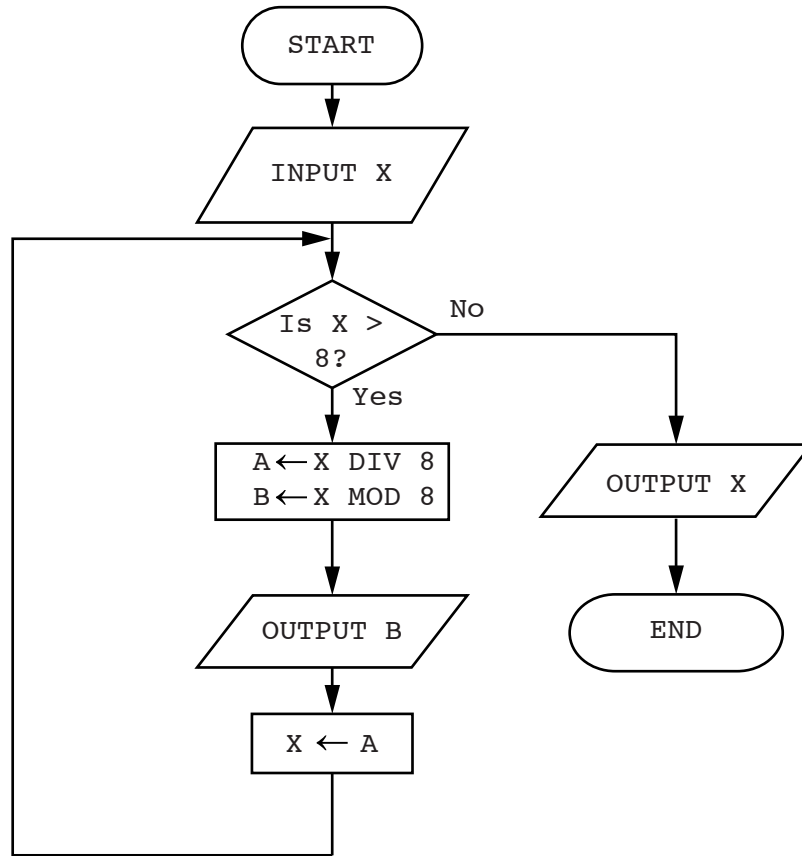 START
INPUT X
Is X >
8?
No
Yes
A ← X DIV 8
B ← X MOD 8
OUTPUT X
OUTPUT B
END
X ← A